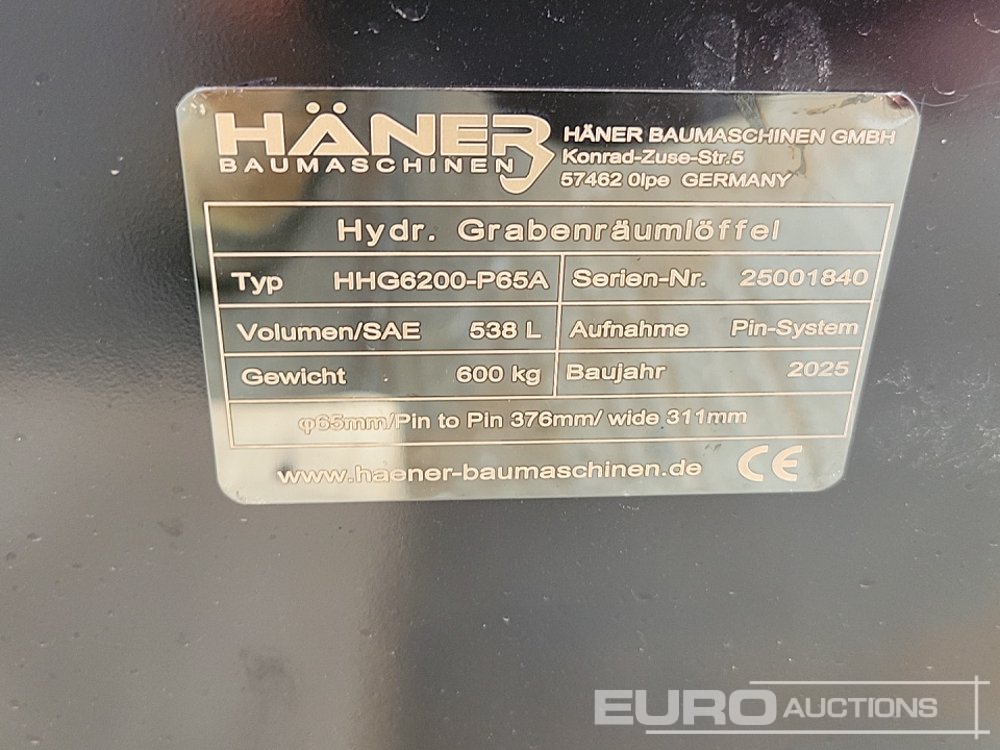 HÄNER
BAUMASCHINEN
HÄNER BAUMASCHINEN GMBH
Konrad-Zuse-Str.5
57462 Olpe GERMANY
Hydr. Grabenräumlöffel
Typ HHG6200-P65A Serien-Nr. 25001840
Volumen/SAE 538 L Aufnahme Pin-System
Gewicht 600 kg Baujahr 2025
φ65mm/Pin to Pin 376mm/ wide 311mm
www.haener-baumaschinen.de CE
EURO AUCTIONS